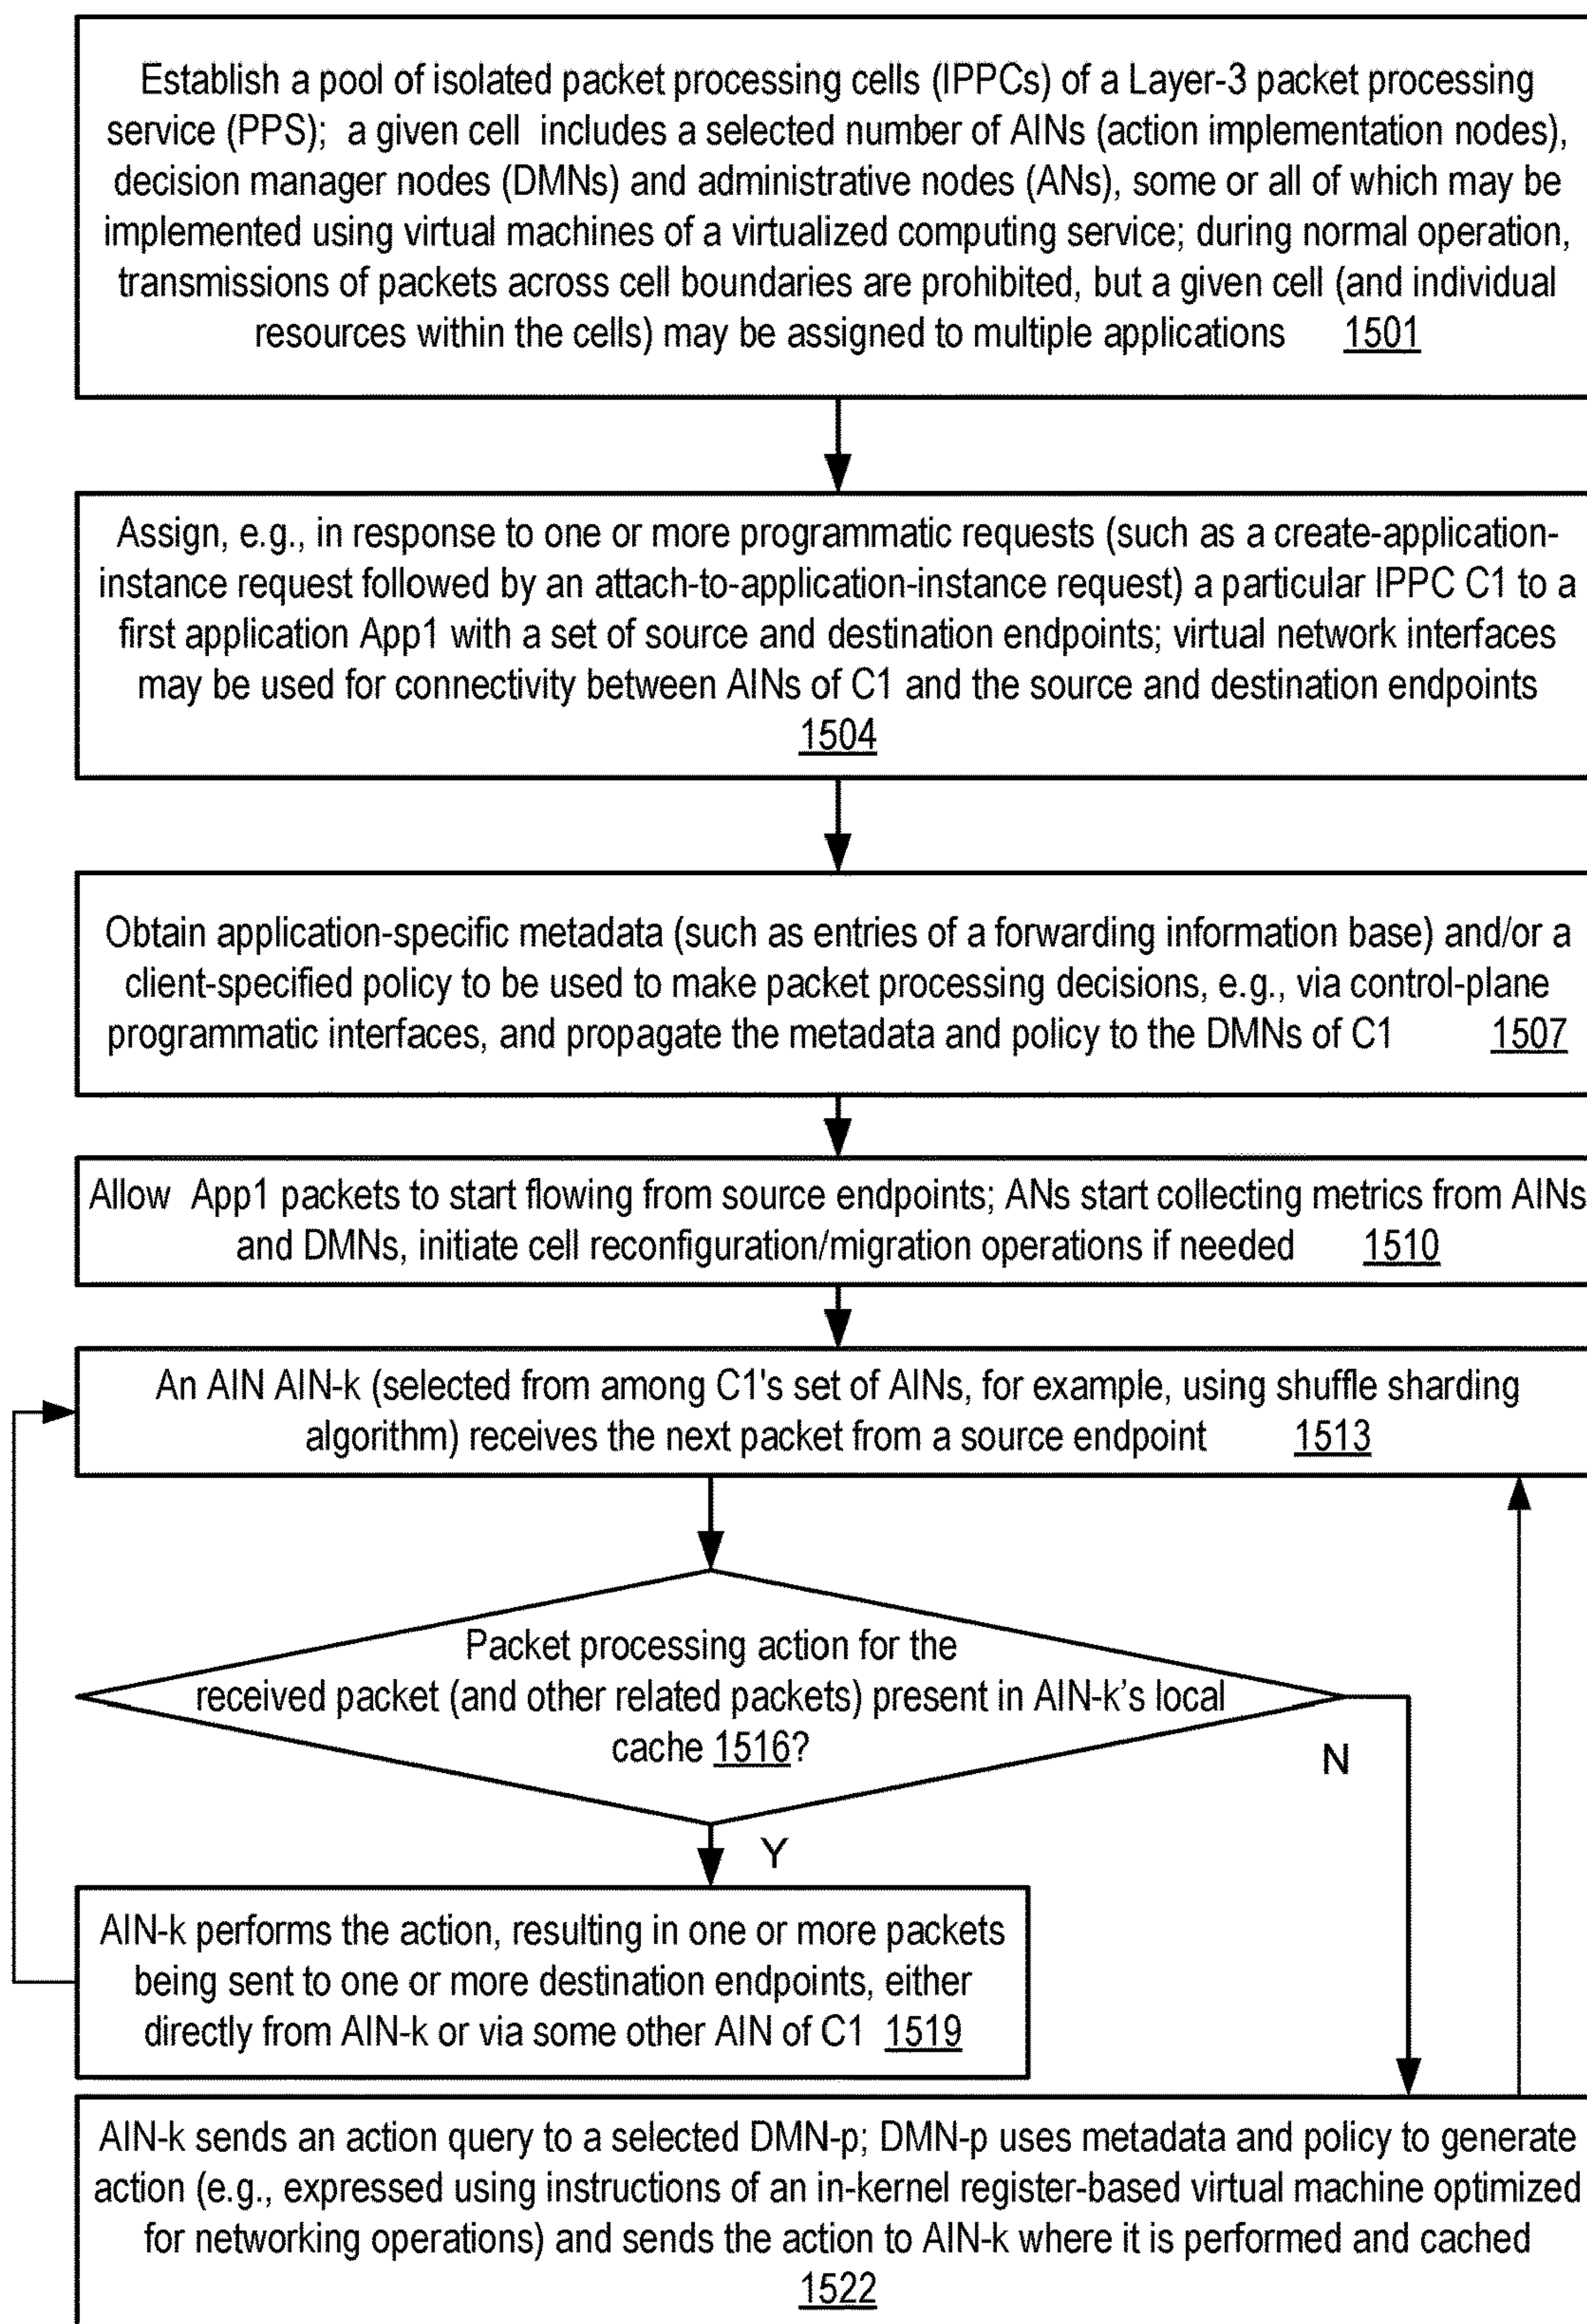 Establish a pool of isolated packet processing cells (IPPCs) of a Layer-3 packet processing
service (PPS);  a given cell  includes a selected number of AINs (action implementation nodes),
decision manager nodes (DMNs) and administrative nodes (ANs), some or all of which may be
implemented using virtual machines of a virtualized computing service; during normal operation,
transmissions of packets across cell boundaries are prohibited, but a given cell (and individual
resources within the cells) may be assigned to multiple applications 1501
Assign, e.g., in response to one or more programmatic requests (such as a create-application-
instance request followed by an attach-to-application-instance request) a particular IPPC C1 to a
first application App1 with a set of source and destination endpoints; virtual network interfaces
may be used for connectivity between AINs of C1 and the source and destination endpoints
1504
Obtain application-specific metadata (such as entries of a forwarding information base) and/or a
client-specified policy to be used to make packet processing decisions, e.g., via control-plane
programmatic interfaces, and propagate the metadata and policy to the DMNs of C1 1507
Allow App1 packets to start flowing from source endpoints; ANs start collecting metrics from AINs
and DMNs, initiate cell reconfiguration/migration operations if needed 1510
An AIN AIN-k (selected from among C1's set of AINs, for example, using shuffle sharding
algorithm) receives the next packet from a source endpoint 1513
Packet processing action for the
received packet (and other related packets) present in AIN-k's local
cache 1516?
N
Y
AIN-k performs the action, resulting in one or more packets
being sent to one or more destination endpoints, either
directly from AIN-k or via some other AIN of C1 1519
AIN-k sends an action query to a selected DMN-p; DMN-p uses metadata and policy to generate
action (e.g., expressed using instructions of an in-kernel register-based virtual machine optimized
for networking operations) and sends the action to AIN-k where it is performed and cached
1522